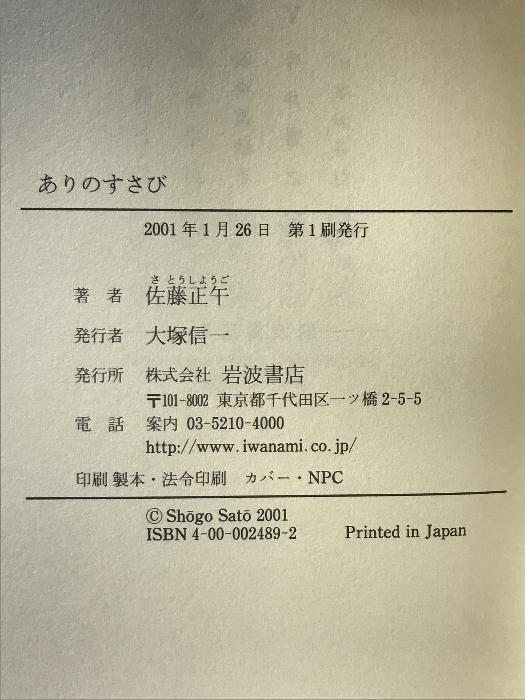 ありのすさび
2001年1月26日　第1刷発行
さとうしようご
著　者　佐藤正午
発行者　大塚信一
発行所　株式会社 岩波書店
〒101-8002 東京都千代田区一ツ橋 2-5-5
電　話　案内 03-5210-4000
http://www.iwanami.co.jp/
印刷 製本・法令印刷　カバー・NPC
© Shōgo Satō 2001
ISBN 4-00-002489-2　Printed in Japan